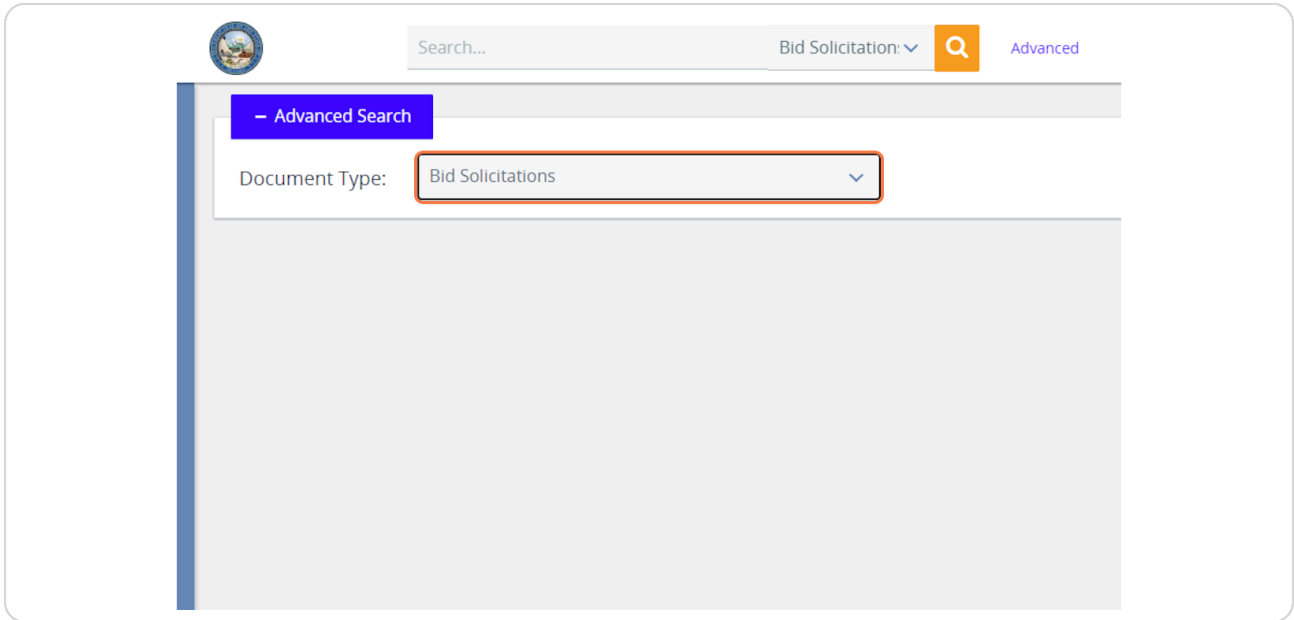 Search... Bid Solicitation: Advanced
– Advanced Search
Document Type: Bid Solicitations